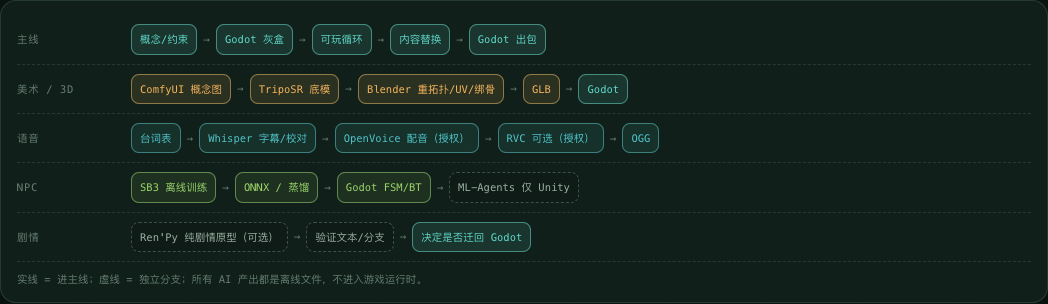 主线 概念/约束 → Godot 灰盒 → 可玩循环 → 内容替换 → Godot 出包
美术 / 3D ComfyUI 概念图 → TripoSR 底模 → Blender 重拓扑/UV/绑骨 → GLB → Godot
语音 台词表 → Whisper 字幕/校对 → OpenVoice 配音（授权） → RVC 可选（授权） → OGG
NPC SB3 离线训练 → ONNX / 蒸馏 → Godot FSM/BT → ML-Agents 仅 Unity
剧情 Ren'Py 纯剧情原型（可选） → 验证文本/分支 → 决定是否迁回 Godot
实线 = 进主线；虚线 = 独立分支；所有 AI 产出都是离线文件，不进入游戏运行时。